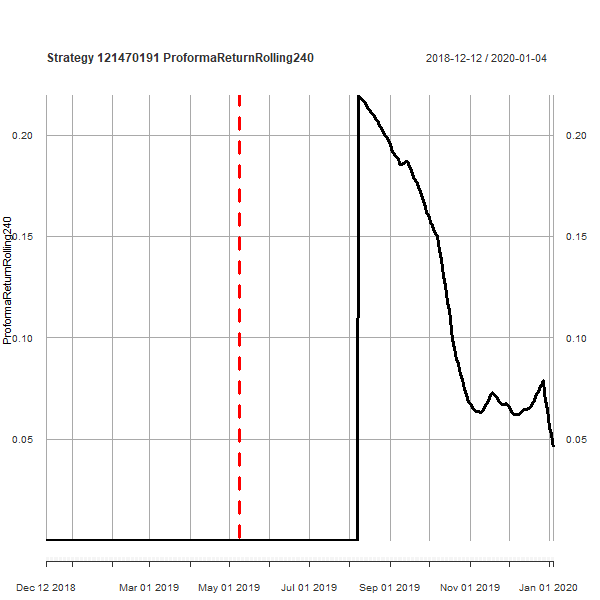 Strategy 121470191 ProformaReturnRolling240
2018-12-12 / 2020-01-04
ProformaReturnRolling240
0.20
0.15
0.10
0.05
0.20
0.15
0.10
0.05
Dec 12 2018
Mar 01 2019
May 01 2019
Jul 01 2019
Sep 01 2019
Nov 01 2019
Jan 01 2020